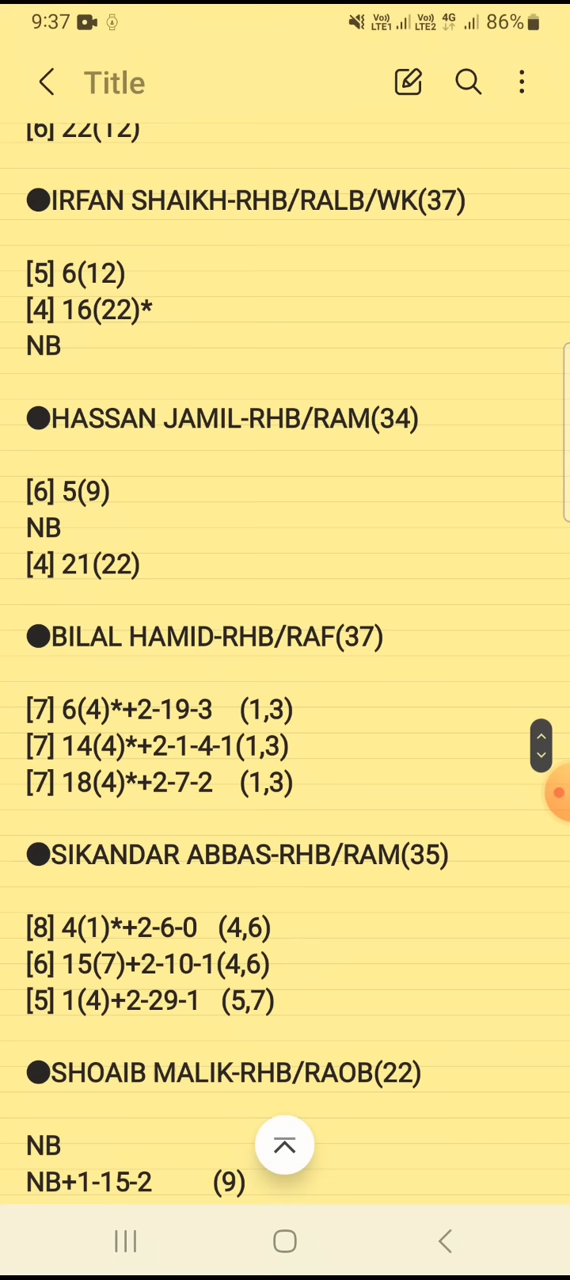 9:37
Vo)) LTE1 Vo)) LTE2 4G 86%
Title
[6] 22(12)
●IRFAN SHAIKH-RHB/RALB/WK(37)
[5] 6(12)
[4] 16(22)*
NB
●HASSAN JAMIL-RHB/RAM(34)
[6] 5(9)
NB
[4] 21(22)
●BILAL HAMID-RHB/RAF(37)
[7] 6(4)*+2-19-3 (1,3)
[7] 14(4)*+2-1-4-1(1,3)
[7] 18(4)*+2-7-2 (1,3)
●SIKANDAR ABBAS-RHB/RAM(35)
[8] 4(1)*+2-6-0 (4,6)
[6] 15(7)+2-10-1(4,6)
[5] 1(4)+2-29-1 (5,7)
●SHOAIB MALIK-RHB/RAOB(22)
NB
NB+1-15-2 (9)